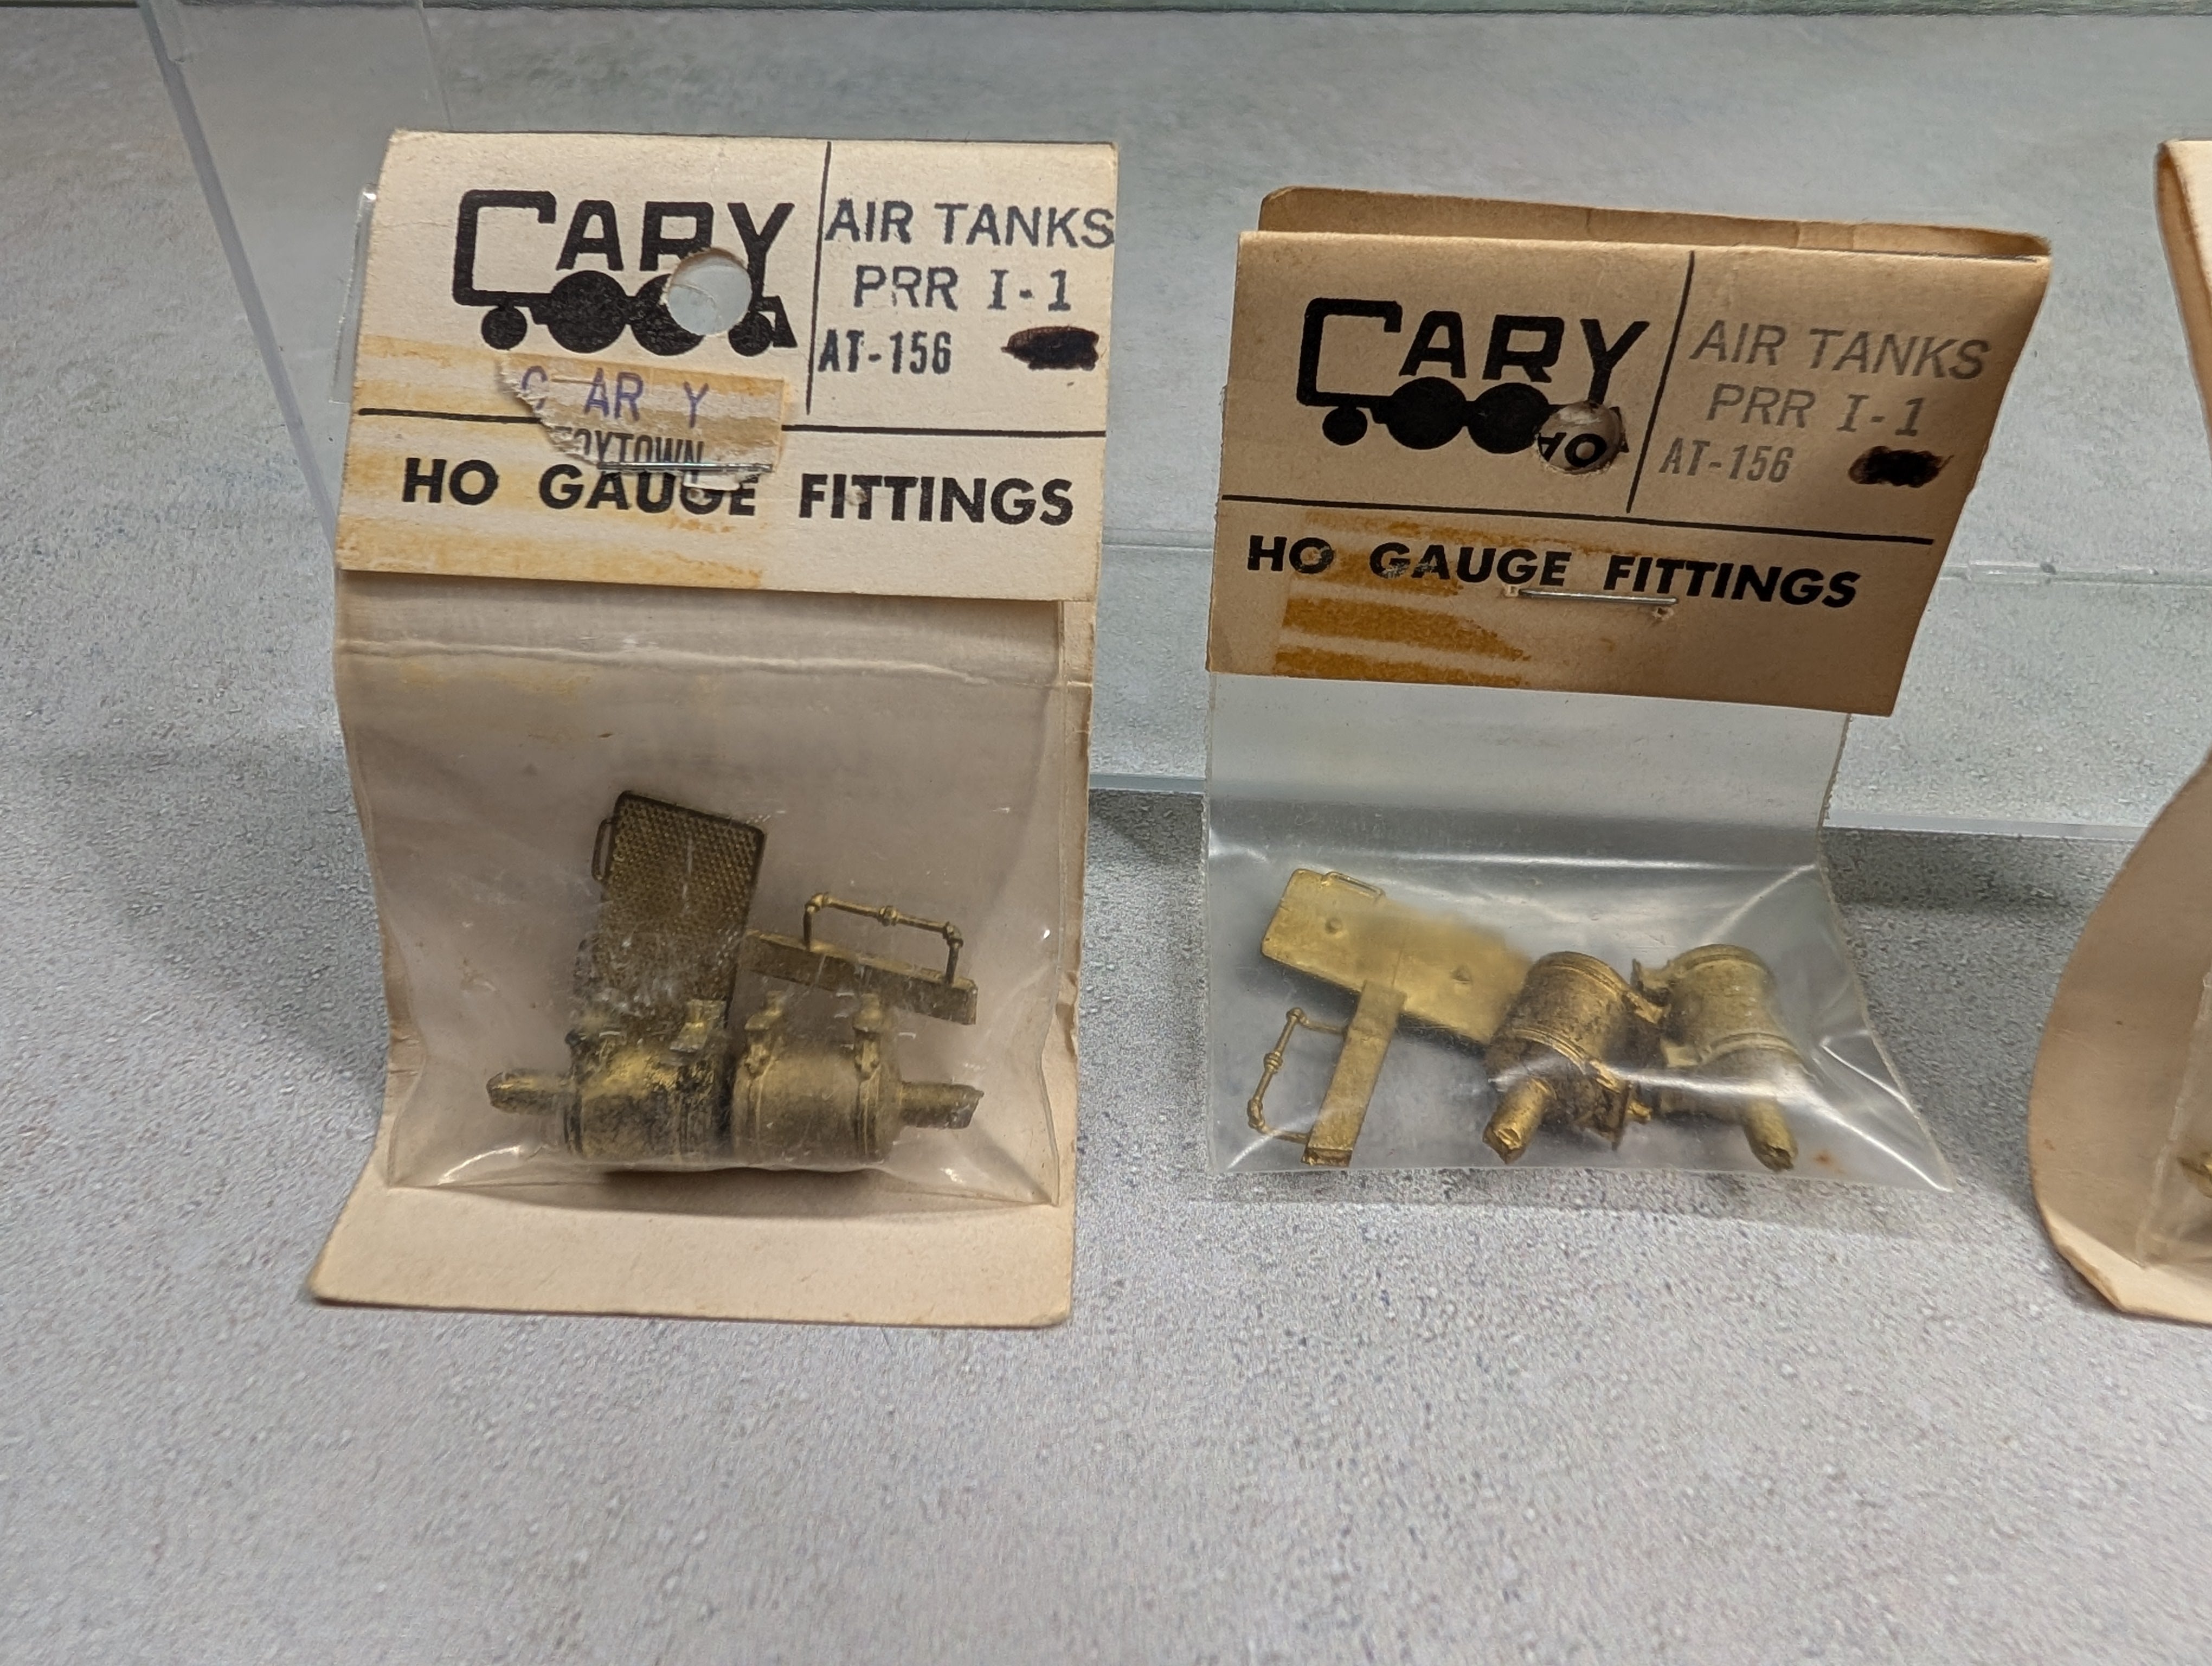 CARY
AIR TANKS
PRR I-1
AT-156
C AR Y
TOYTOWN
HO GAUGE FITTINGS
CARY
AIR TANKS
PRR I-1
AT-156
HO GAUGE FITTINGS